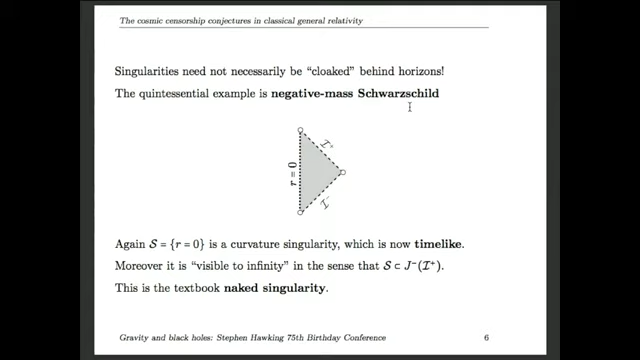 The cosmic censorship conjectures in classical general relativity
Singularities need not necessarily be “cloaked” behind horizons!
The quintessential example is negative-mass Schwarzschild
I⁺
r = 0
I⁻
Again S = {r = 0} is a curvature singularity, which is now timelike.
Moreover it is “visible to infinity” in the sense that S ⊂ J⁻(I⁺).
This is the textbook naked singularity.
Gravity and black holes: Stephen Hawking 75th Birthday Conference 6